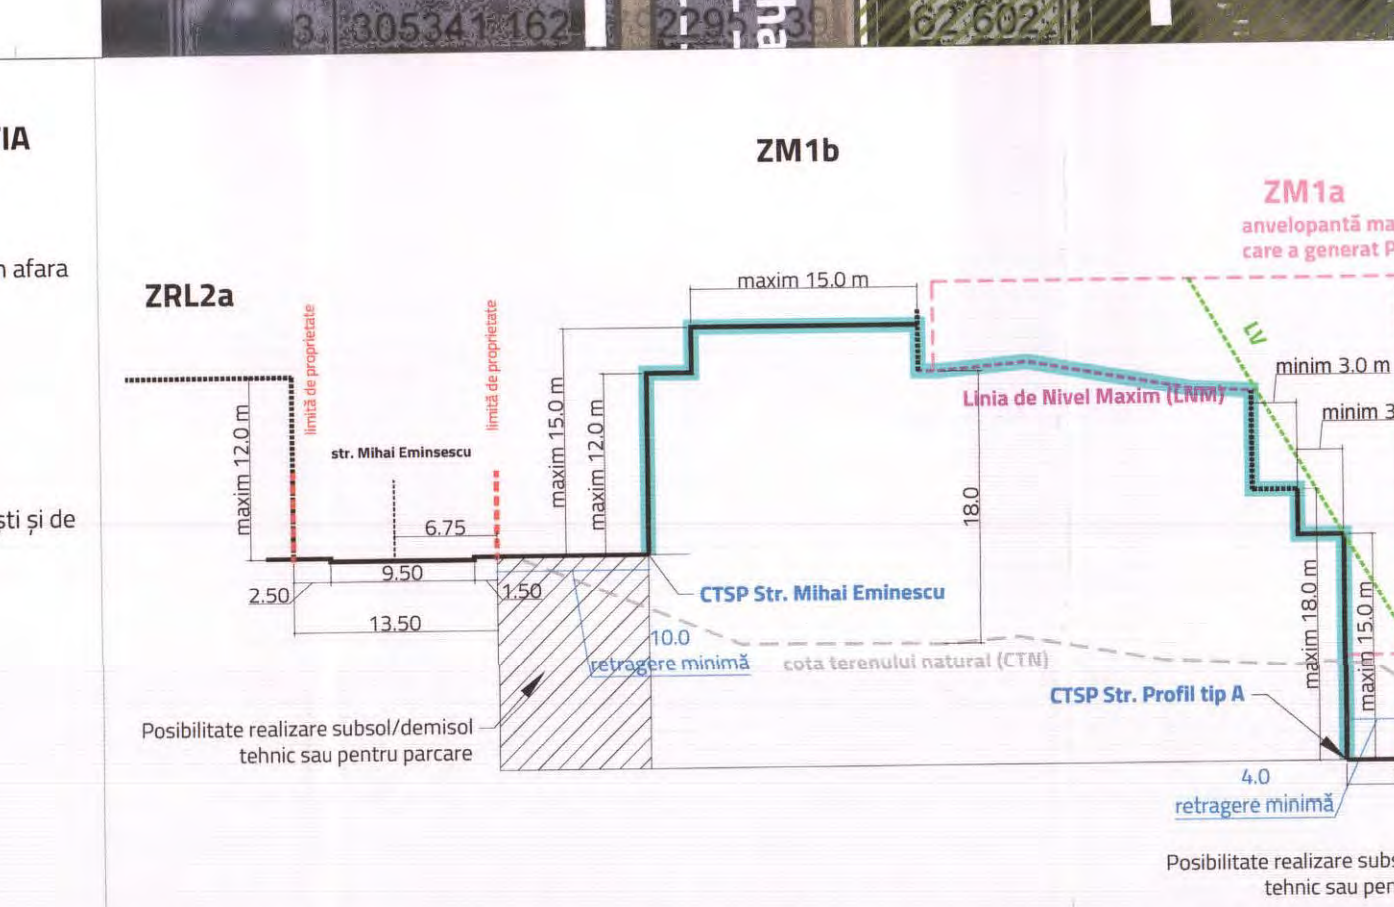 3. 305341.162
62.602
ha
IA
ZM1b
ZM1a
anvelopantă
care a generat
n afara
ZRL2a
maxim 15.0 m
limită de proprietate
limită de proprietate
LV
minim 3.0 m
Linia de Nivel Maxim (LNM)
minim 3
maxim 12.0 m
str. Mihai Eminsescu
maxim 15.0 m
maxim 12.0 m
18.0
ști și de
6.75
9.50
2.50
1.50
13.50
CTSP Str. Mihai Eminescu
10.0
retragere minimă
cota terenului natural (CTN)
maxim 18.0 m
maxim 15.0 m
CTSP Str. Profil tip A
Posibilitate realizare subsol/demisol
tehnic sau pentru parcare
4.0
retragere minimă
Posibilitate realizare
tehnic sau